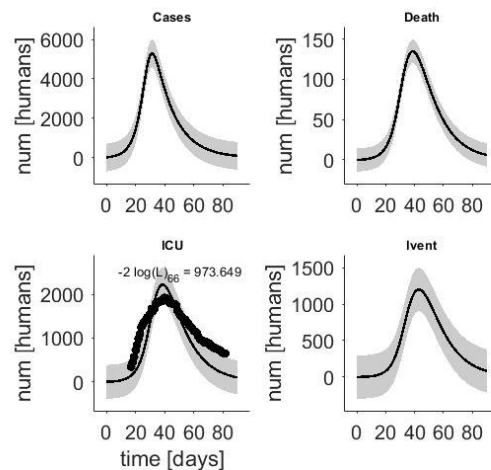 Cases
num [humans]
6000
4000
2000
0
0 20 40 60 80
Death
num [humans]
150
100
50
0
0 20 40 60 80
ICU
-2 log(L)_66 = 973.649
num [humans]
2000
1000
0
0 20 40 60 80
time [days]
Ivent
num [humans]
1500
1000
500
0
0 20 40 60 80